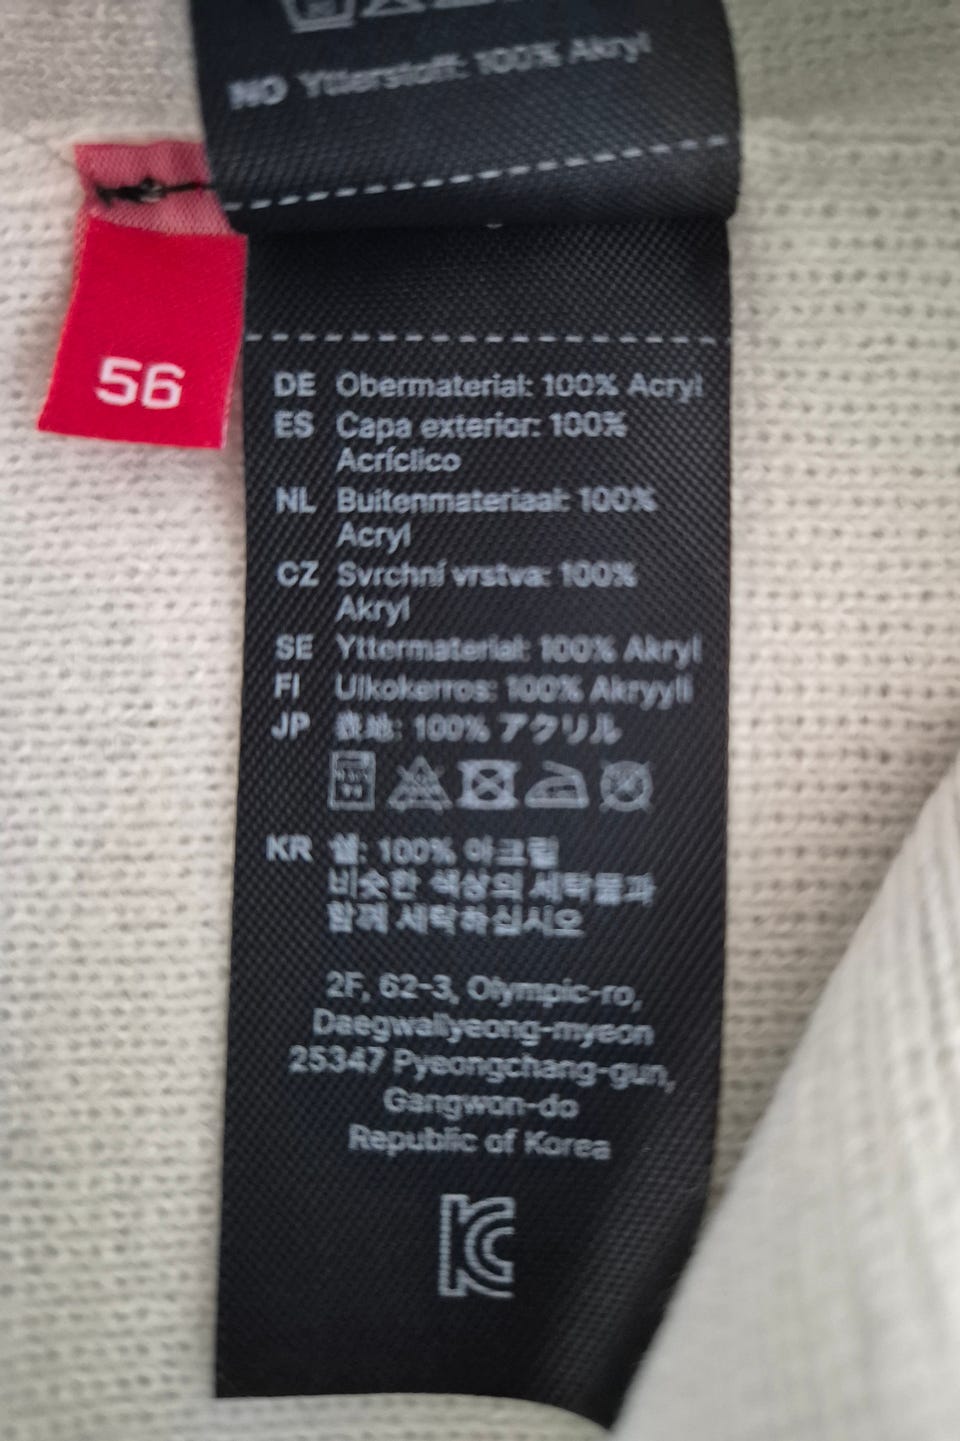 NO Ytterstoff: 100% Akryl
56
DE Obermaterial: 100% Acryl
ES Capa exterior: 100%
Acríclico
NL Buitenmateriaal: 100%
Acryl
CZ Svrchní vrstva: 100%
Akryl
SE Yttermaterial: 100% Akryl
FI Ulkokerros: 100% Akryyli
JP 表地: 100% アクリル
KR 쉘: 100% 아크릴
비슷한 색상의 세탁물과
함께 세탁하십시오
2F, 62-3, Olympic-ro,
Daegwallyeong-myeon
25347 Pyeongchang-gun,
Gangwon-do
Republic of Korea
KC